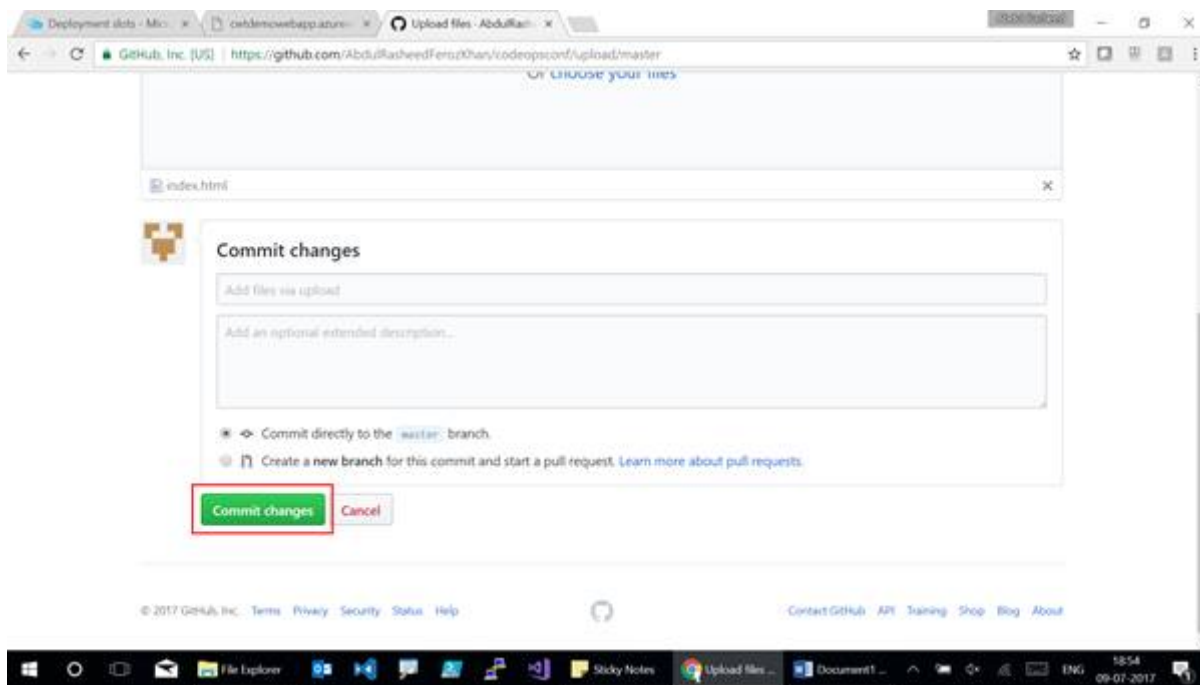 Deployment slots - Mic
cwtdemowebapp.azure
Upload files · AbdulRash
GitHub, Inc. [US] https://github.com/AbdulRasheedFerozKhan/codeopsconf/upload/master
Or choose your files
index.html
Commit changes
Add files via upload
Add an optional extended description...
Commit directly to the master branch.
Create a new branch for this commit and start a pull request. Learn more about pull requests.
Commit changes
Cancel
© 2017 GitHub, Inc. Terms Privacy Security Status Help
Contact GitHub API Training Shop Blog About
File Explorer
Sticky Notes
Upload files ...
Document1 ...
ENG
18:54
09-07-2017